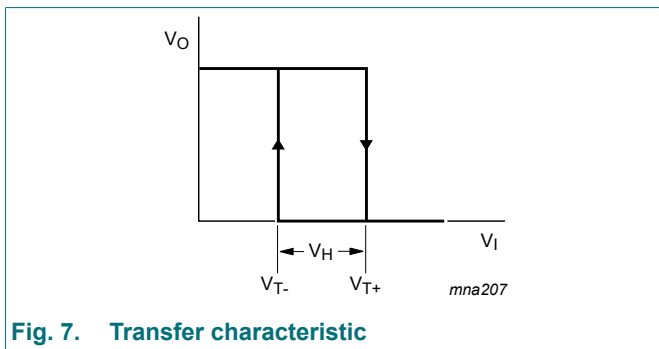 VO
VH
VI
VT-
VT+
mna207
Fig. 7. Transfer characteristic